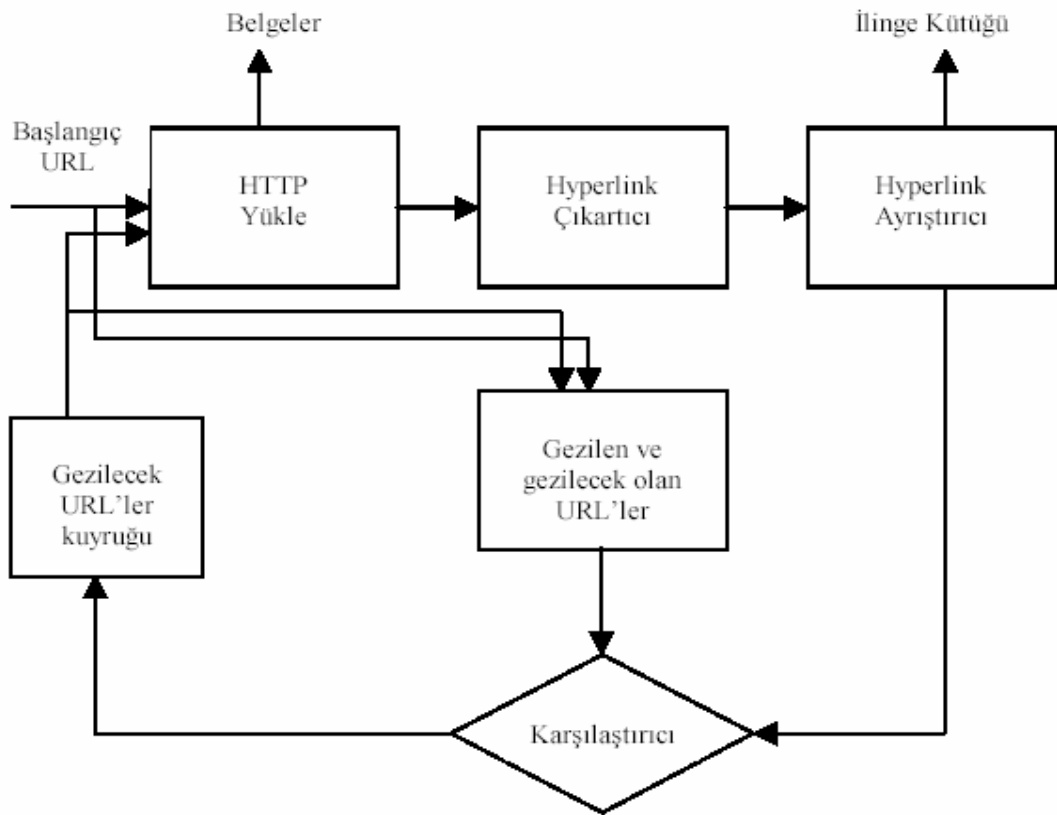 Belgeler
İlinge Kütüğü
Başlangıç
URL
HTTP
Yükle
Hyperlink
Çıkartıcı
Hyperlink
Ayrıştırıcı
Gezilecek
URL’ler
kuyruğu
Gezilen ve
gezilecek olan
URL’ler
Karşılaştırıcı